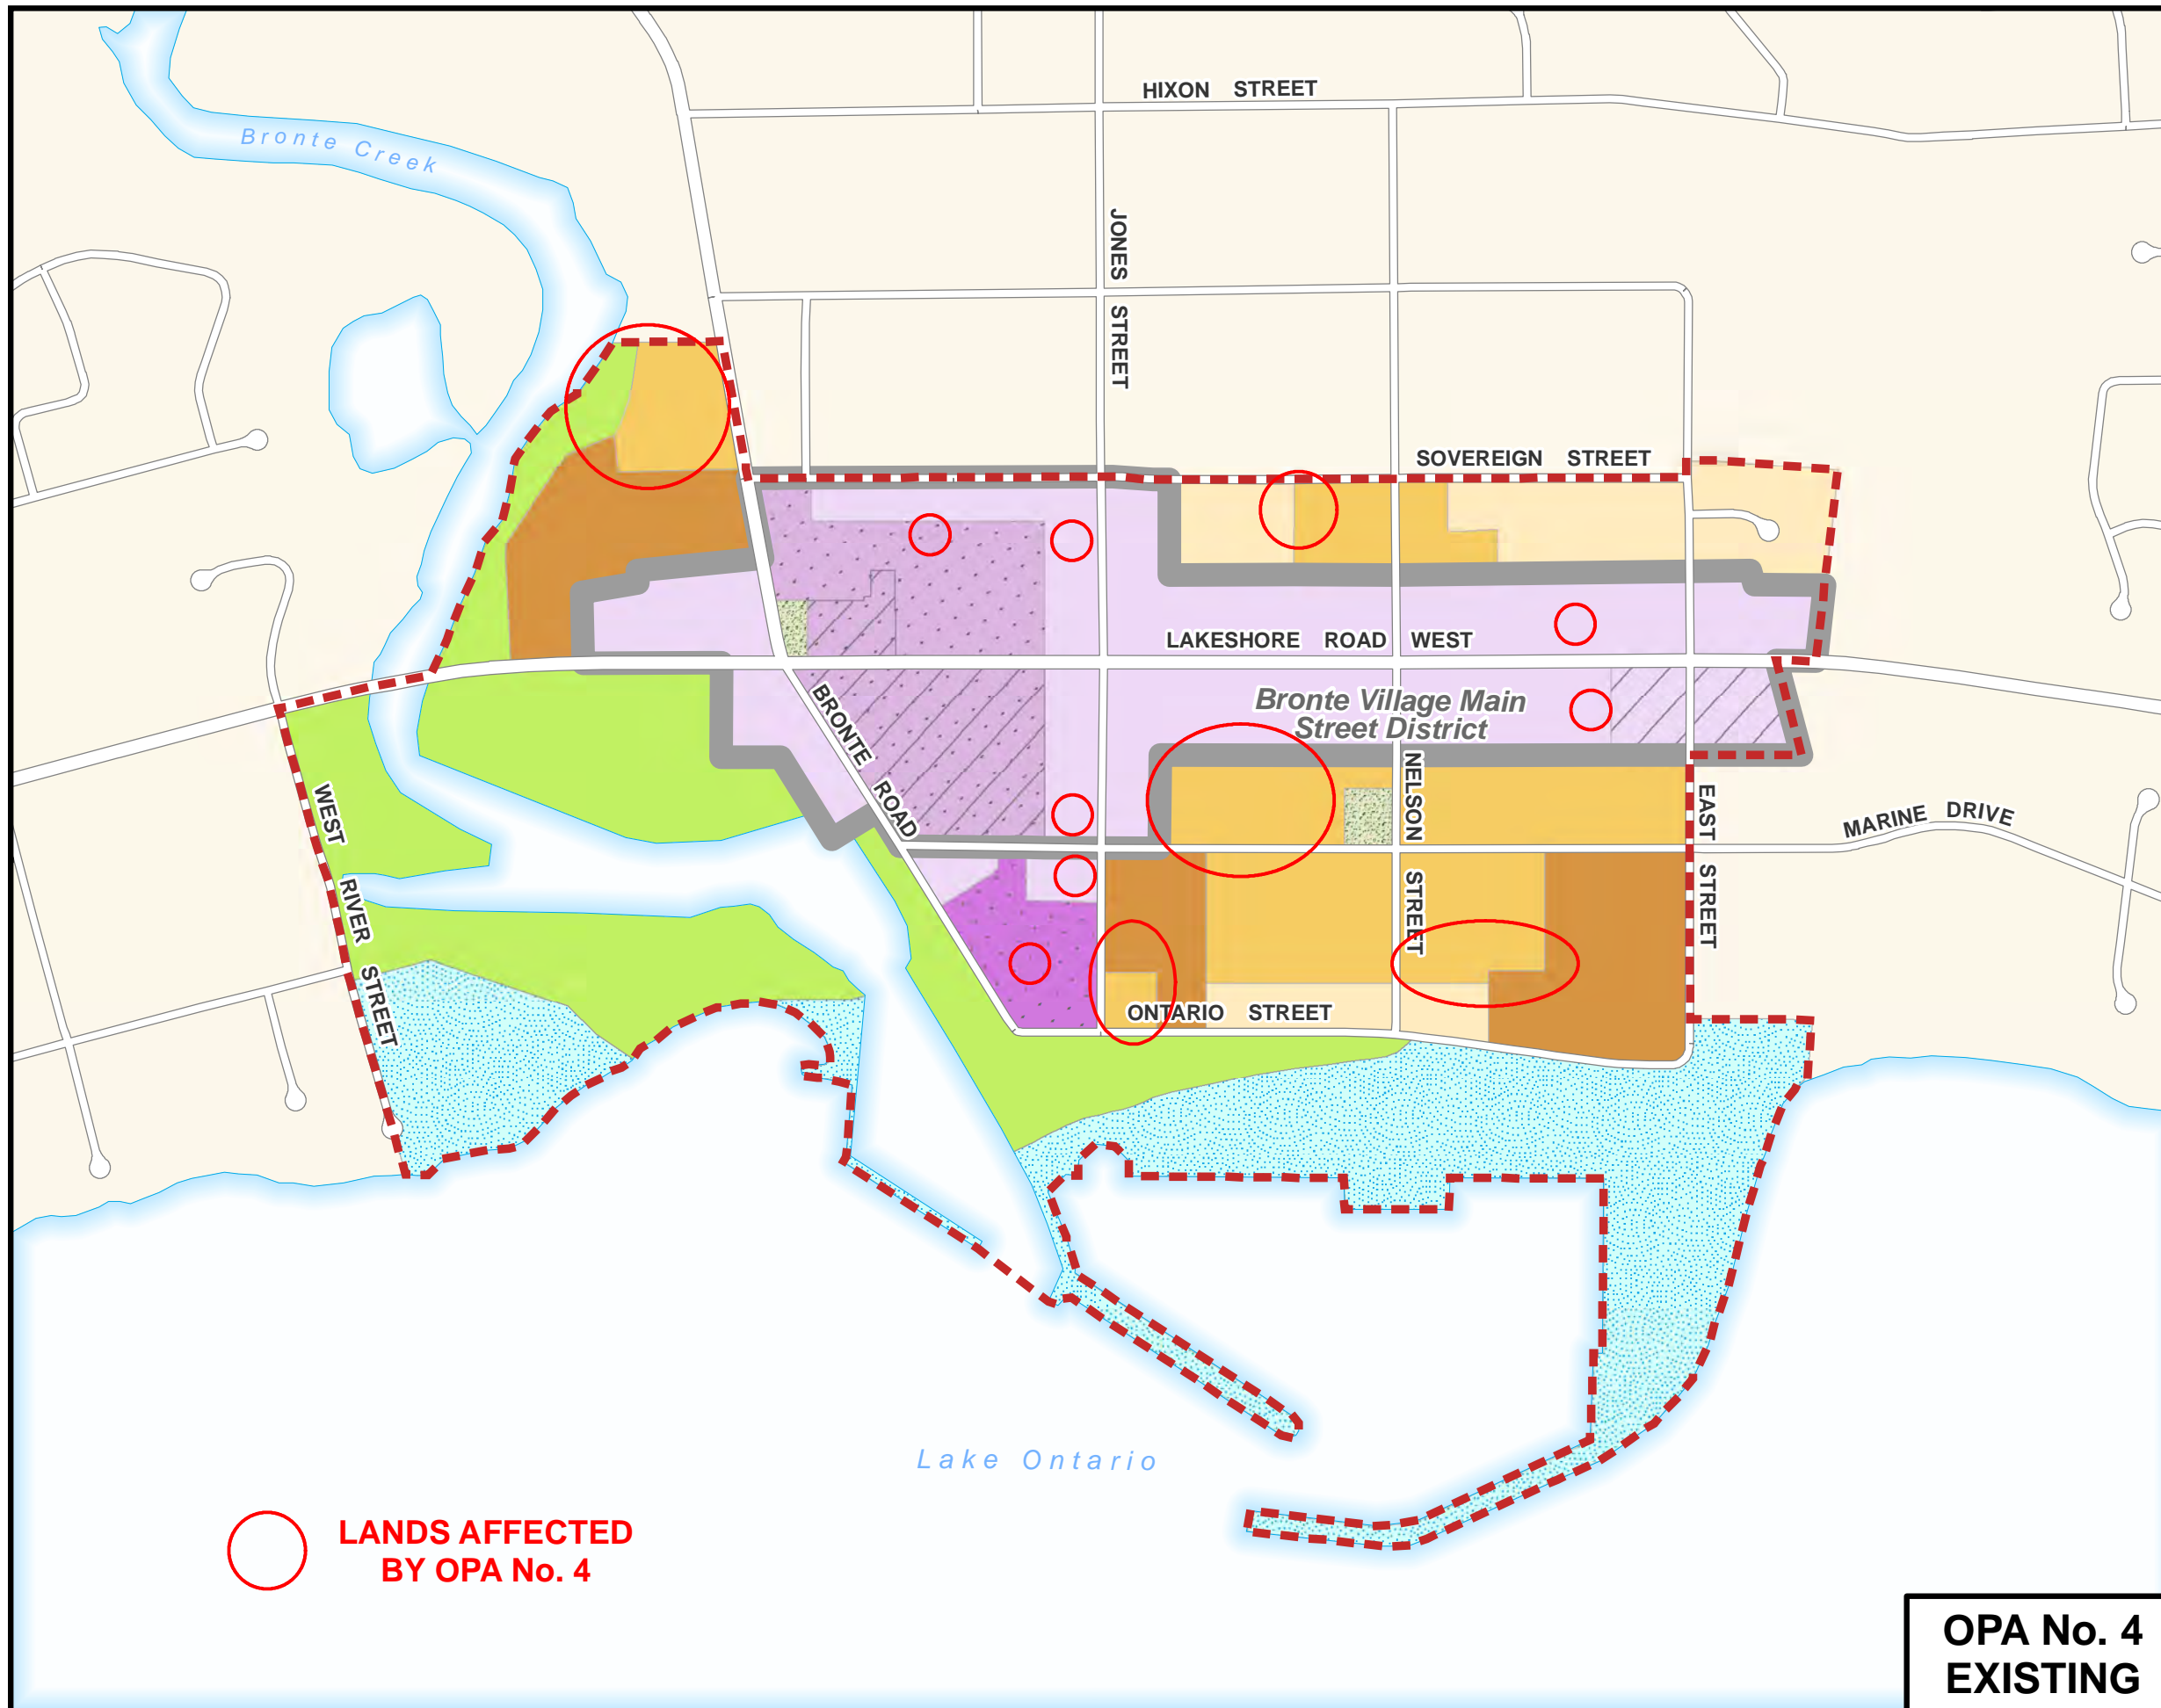 HIXON STREET
Bronte Creek
JONES STREET
SOVEREIGN STREET
LAKESHORE ROAD WEST
Bronte Village Main
Street District
BRONTE ROAD
NELSON STREET
EAST STREET
MARINE DRIVE
WEST RIVER STREET
ONTARIO STREET
Lake Ontario
LANDS AFFECTED
BY OPA No. 4
OPA No. 4
EXISTING